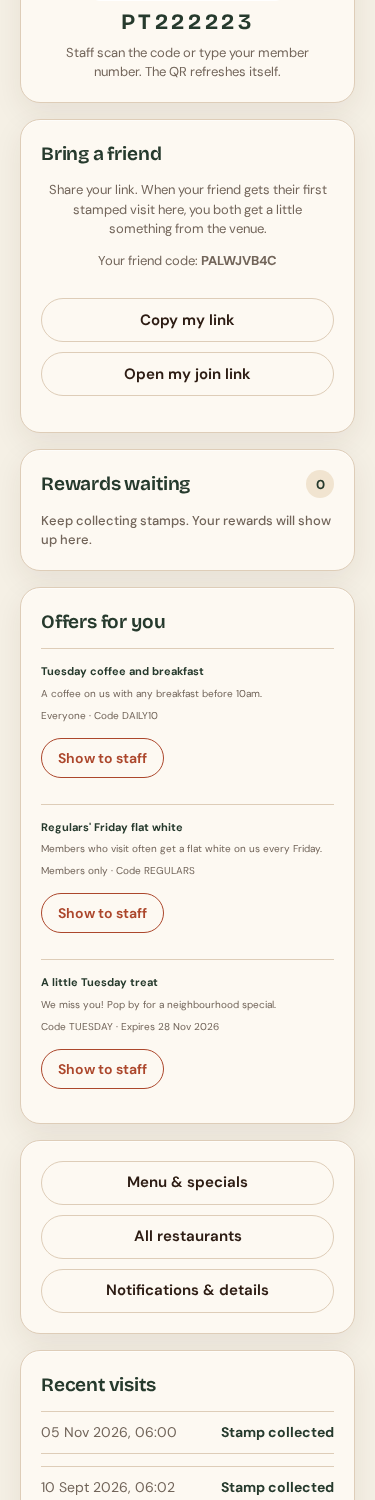 PT222223
Staff scan the code or type your member
number. The QR refreshes itself.
Bring a friend
Share your link. When your friend gets their first
stamped visit here, you both get a little
something from the venue.
Your friend code: PALWJVB4C
Copy my link
Open my join link
Rewards waiting
0
Keep collecting stamps. Your rewards will show
up here.
Offers for you
Tuesday coffee and breakfast
A coffee on us with any breakfast before 10am.
Everyone · Code DAILY10
Show to staff
Regulars' Friday flat white
Members who visit often get a flat white on us every Friday.
Members only · Code REGULARS
Show to staff
A little Tuesday treat
We miss you! Pop by for a neighbourhood special.
Code TUESDAY · Expires 28 Nov 2026
Show to staff
Menu & specials
All restaurants
Notifications & details
Recent visits
05 Nov 2026, 06:00 Stamp collected
10 Sept 2026, 06:02 Stamp collected